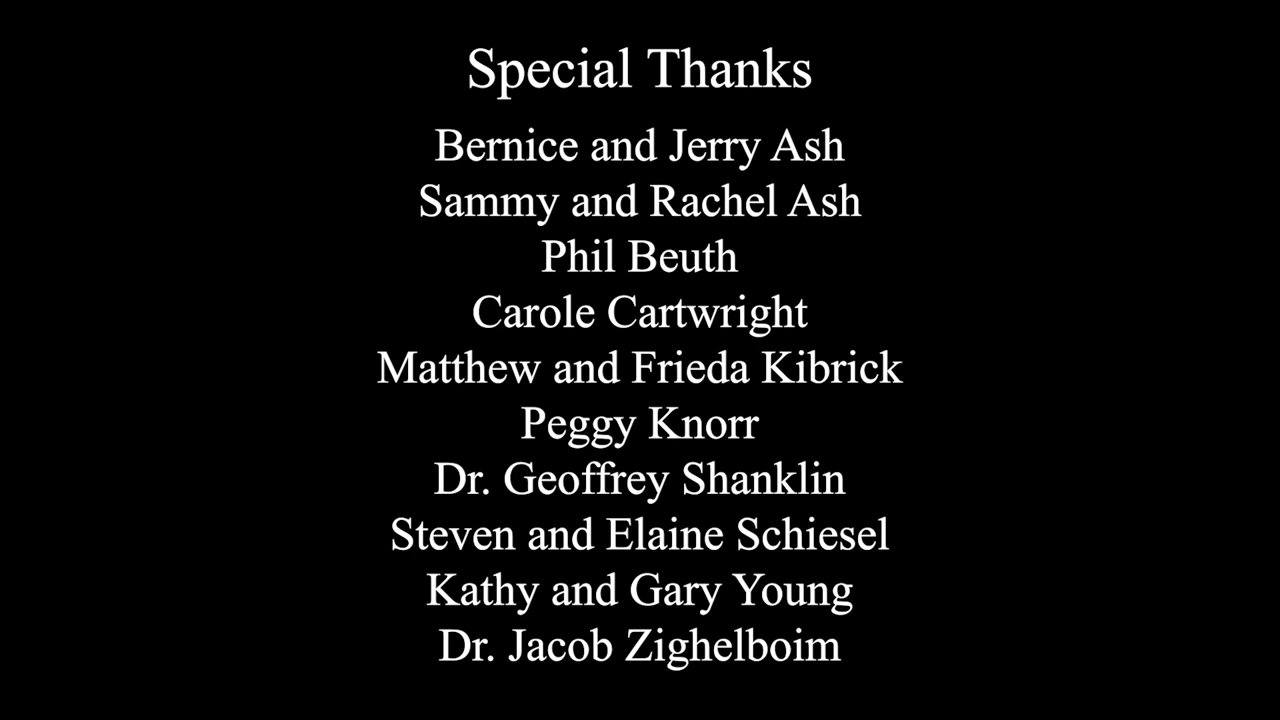 Special Thanks
Bernice and Jerry Ash
Sammy and Rachel Ash
Phil Beuth
Carole Cartwright
Matthew and Frieda Kibrick
Peggy Knorr
Dr. Geoffrey Shanklin
Steven and Elaine Schiesel
Kathy and Gary Young
Dr. Jacob Zighelboim